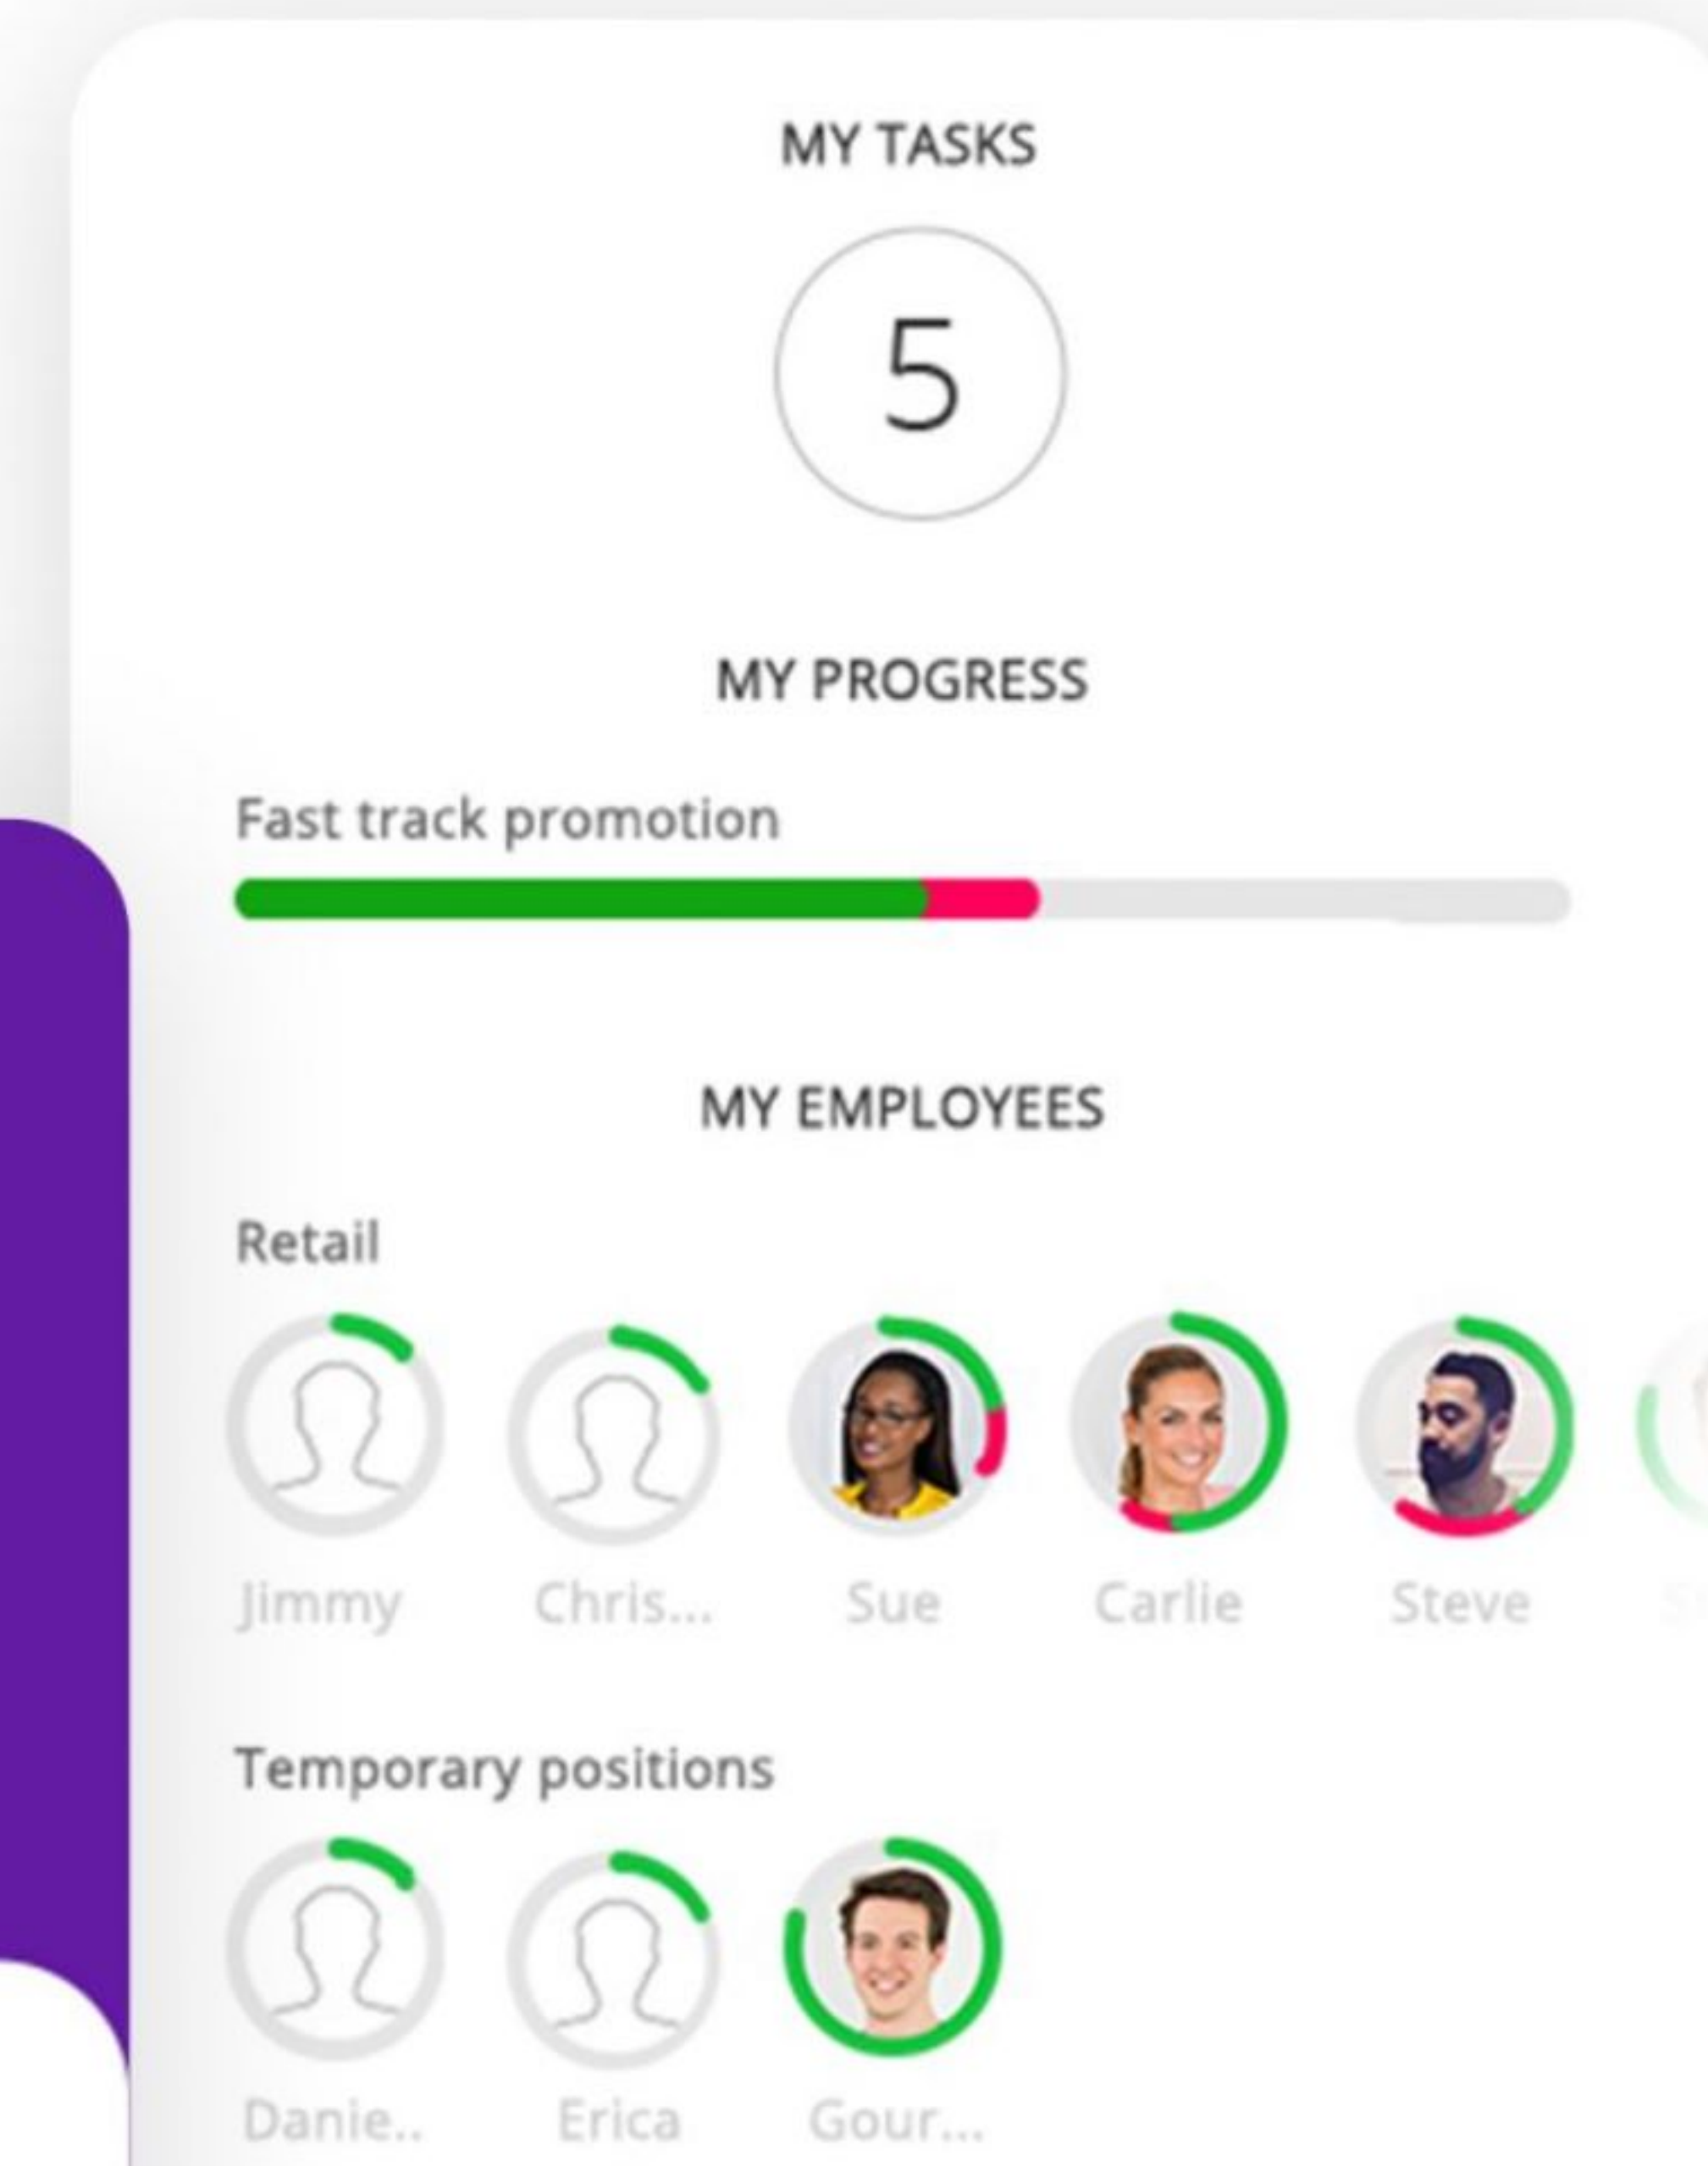 MY TASKS
5
MY PROGRESS
Fast track promotion
MY EMPLOYEES
Retail
Jimmy Chris... Sue Carlie Steve
Temporary positions
Danie.. Erica Gour...